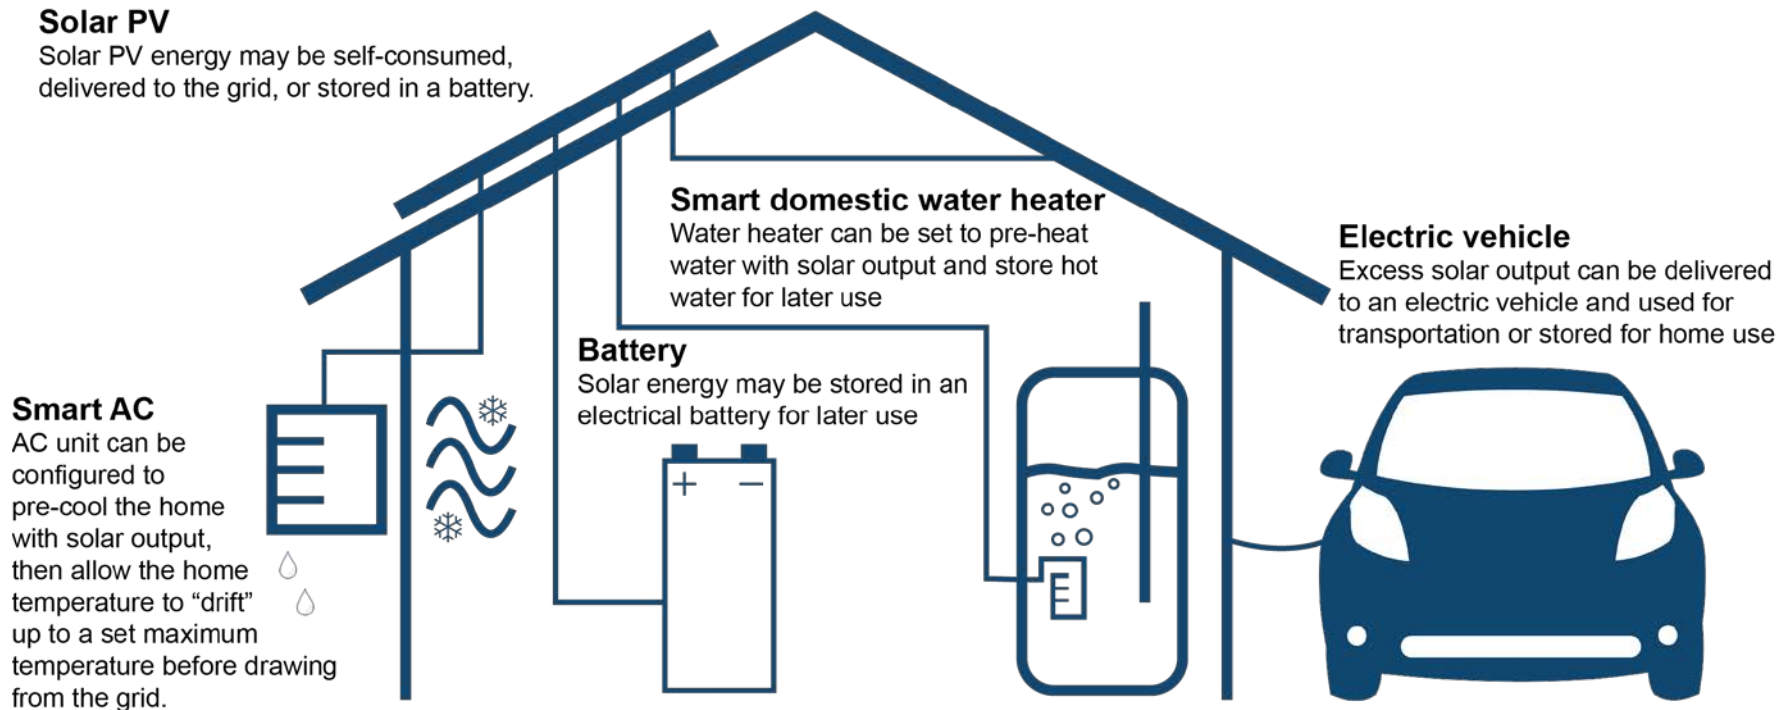 Solar PV
Solar PV energy may be self-consumed,
delivered to the grid, or stored in a battery.
Smart domestic water heater
Water heater can be set to pre-heat
water with solar output and store hot
water for later use
Electric vehicle
Excess solar output can be delivered
to an electric vehicle and used for
transportation or stored for home use
Battery
Solar energy may be stored in an
electrical battery for later use
+ −
Smart AC
AC unit can be
configured to
pre-cool the home
with solar output,
then allow the home
temperature to “drift”
up to a set maximum
temperature before drawing
from the grid.